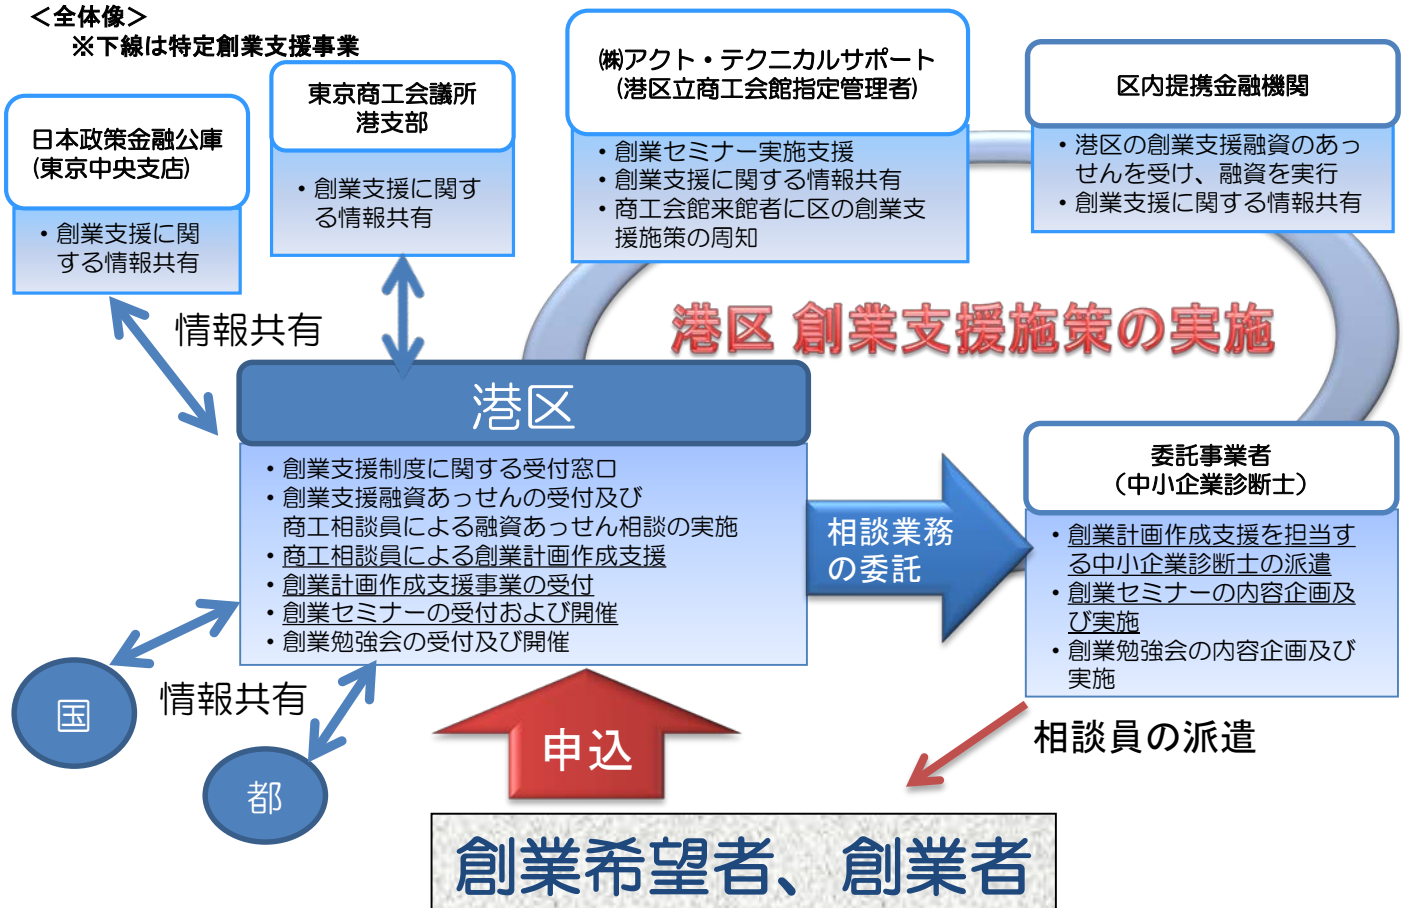 ＜全体像＞
※下線は特定創業支援事業
日本政策金融公庫
(東京中央支店)
・創業支援に関
する情報共有
東京商工会議所
港支部
・創業支援に関す
る情報共有
㈱アクト・テクニカルサポート
(港区立商工会館指定管理者)
・創業セミナー実施支援
・創業支援に関する情報共有
・商工会館来館者に区の創業支
援施策の周知
区内提携金融機関
・港区の創業支援融資のあっ
せんを受け、融資を実行
・創業支援に関する情報共有
情報共有
港区 創業支援施策の実施
港区
・創業支援制度に関する受付窓口
・創業支援融資あっせんの受付及び
商工相談員による融資あっせん相談の実施
・商工相談員による創業計画作成支援
・創業計画作成支援事業の受付
・創業セミナーの受付および開催
・創業勉強会の受付及び開催
相談業務
の委託
委託事業者
（中小企業診断士）
・創業計画作成支援を担当す
る中小企業診断士の派遣
・創業セミナーの内容企画及
び実施
・創業勉強会の内容企画及び
実施
国
情報共有
都
申込
相談員の派遣
創業希望者、創業者